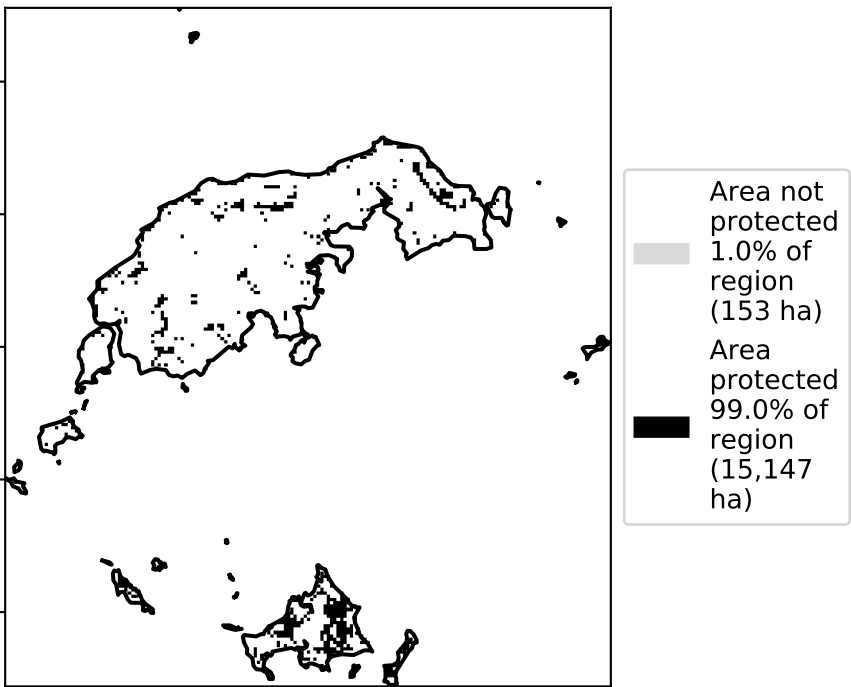 Area not
protected
1.0% of
region
(153 ha)
Area
protected
99.0% of
region
(15,147
ha)